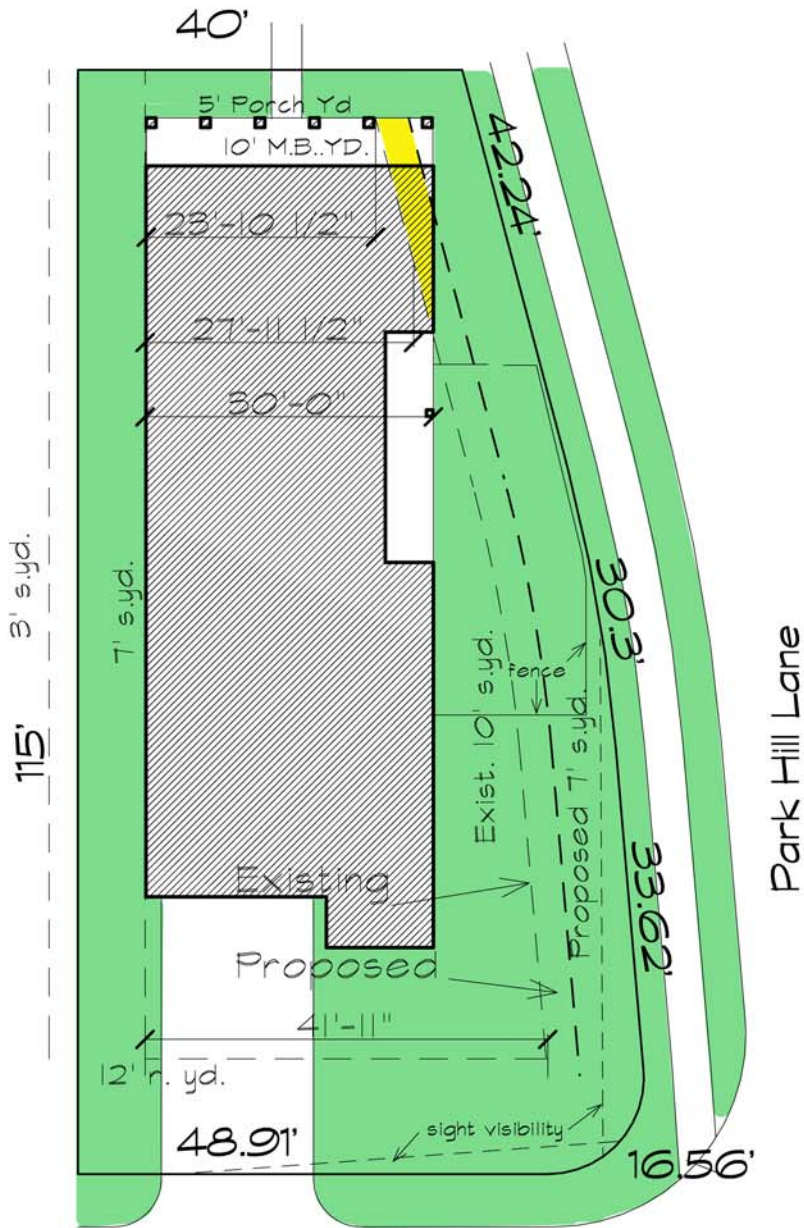 40'
5' Porch Yd
10' M.B..YD.
42.24'
23'-10 1/2"
27'-11 1/2"
30'-0"
3' s.yd.
7' s.yd.
115'
30.3'
fence
Exist. 10' s.yd.
Proposed 7' s.yd.
Park Hill Lane
33.62'
Existing
Proposed
41'-11"
12' r. yd.
sight visibility
48.91'
16.56'